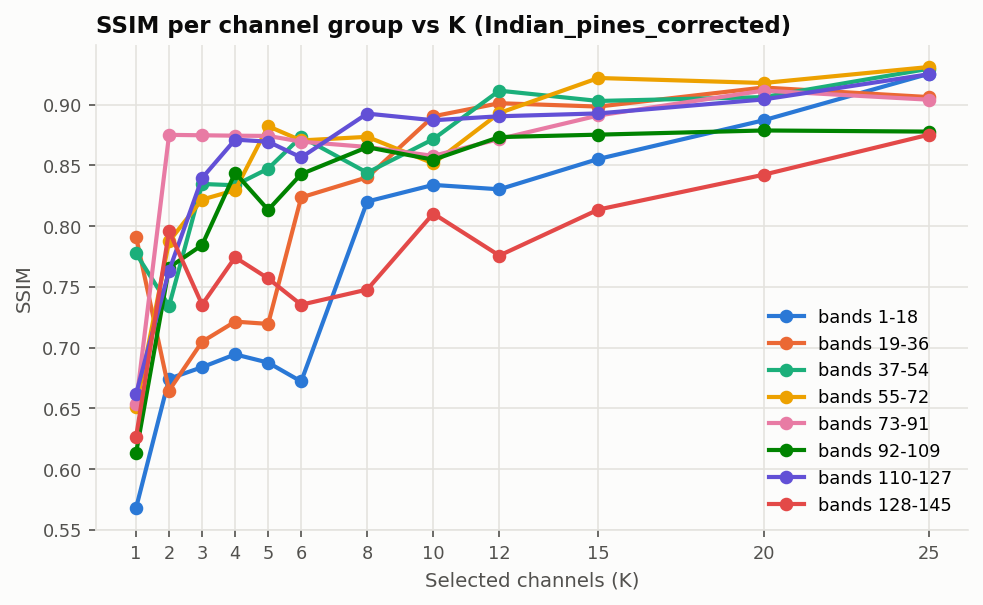 SSIM per channel group vs K (Indian_pines_corrected)
SSIM
0.90
0.85
0.80
0.75
0.70
0.65
0.60
0.55
bands 1-18
bands 19-36
bands 37-54
bands 55-72
bands 73-91
bands 92-109
bands 110-127
bands 128-145
1 2 3 4 5 6 8 10 12 15 20 25
Selected channels (K)